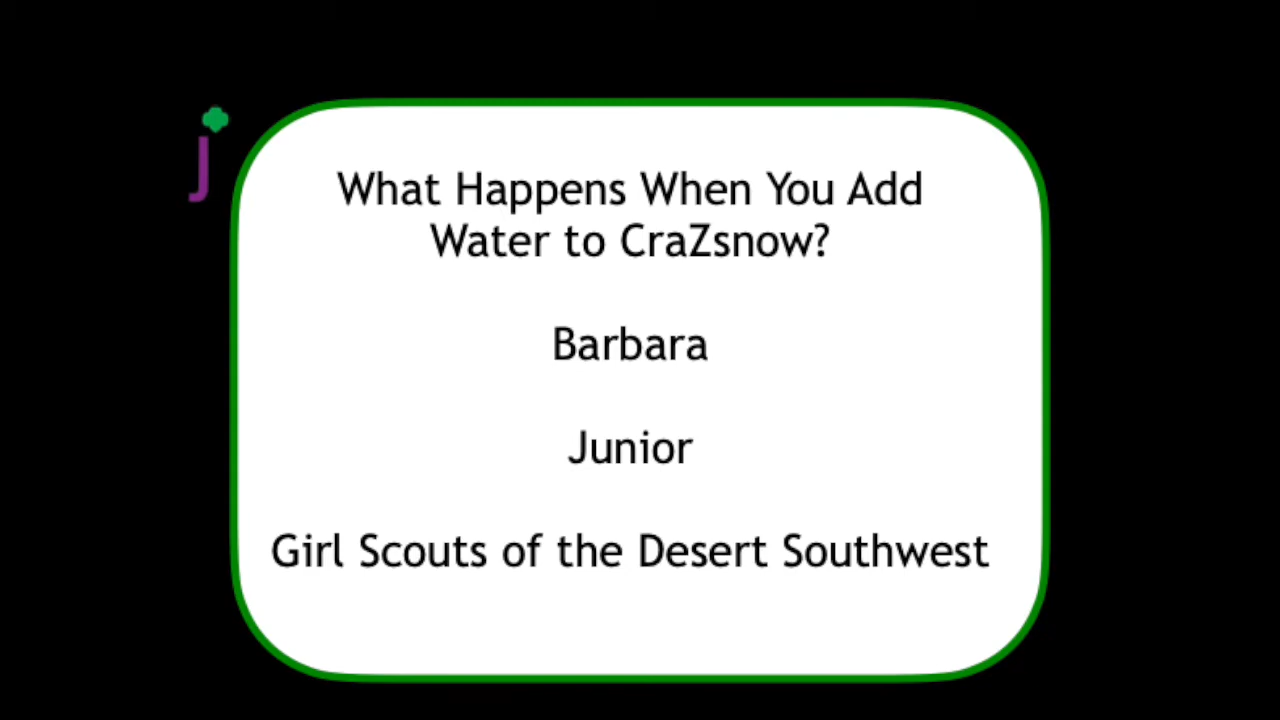 j
What Happens When You Add
Water to CraZsnow?
Barbara
Junior
Girl Scouts of the Desert Southwest